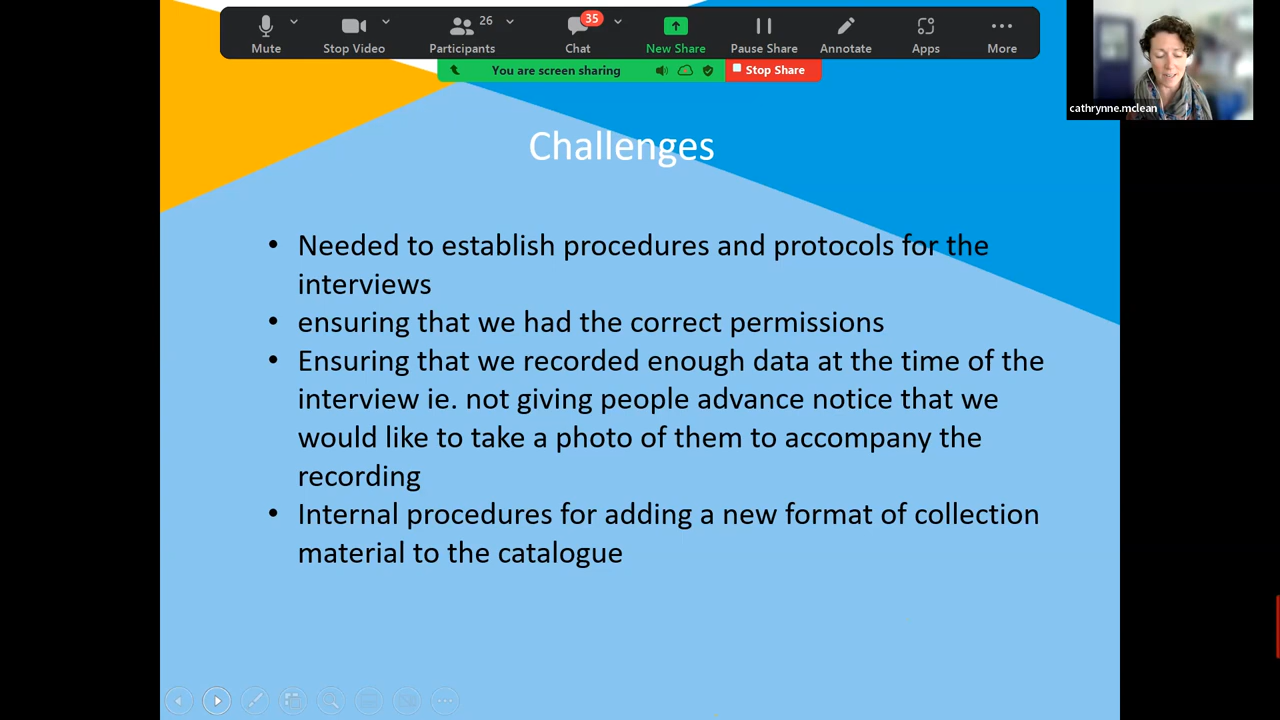 26
35
Mute
Stop Video
Participants
Chat
New Share
Pause Share
Annotate
Apps
More
You are screen sharing
Stop Share
cathrynne.mclean
Challenges
• Needed to establish procedures and protocols for the
interviews
• ensuring that we had the correct permissions
• Ensuring that we recorded enough data at the time of the
interview ie. not giving people advance notice that we
would like to take a photo of them to accompany the
recording
• Internal procedures for adding a new format of collection
material to the catalogue